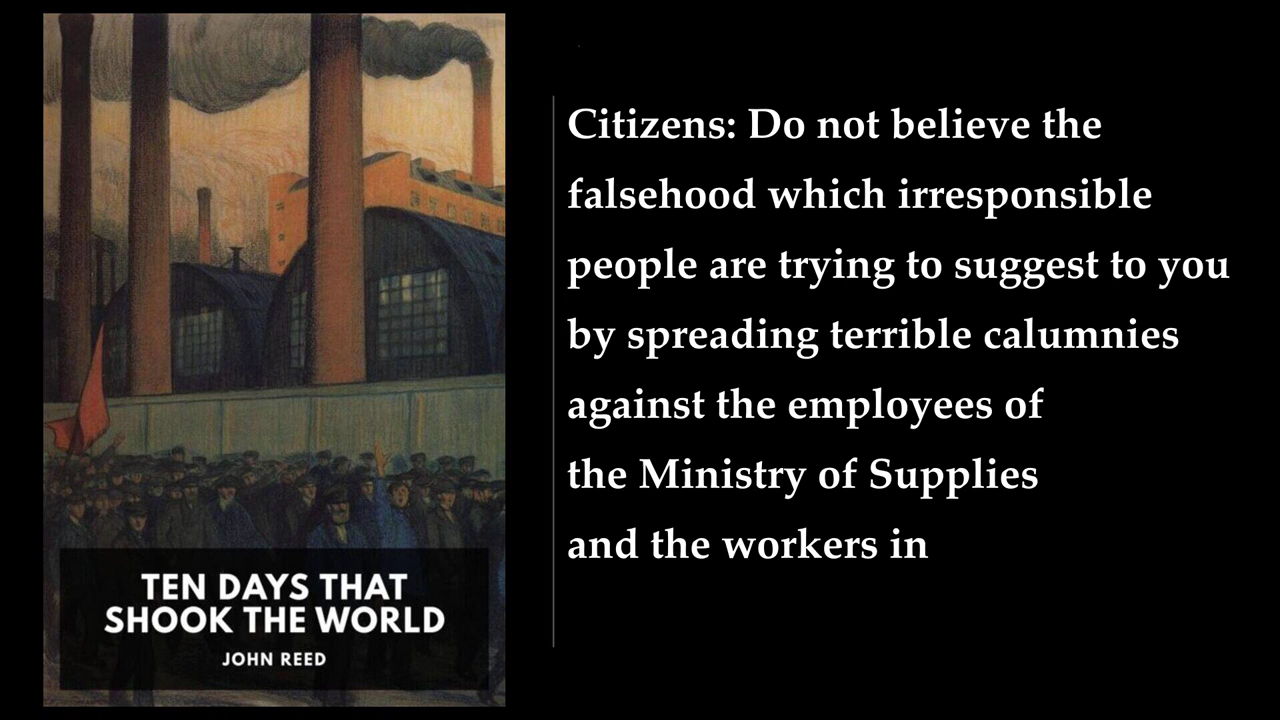 Citizens: Do not believe the
falsehood which irresponsible
people are trying to suggest to you
by spreading terrible calumnies
against the employees of
the Ministry of Supplies
and the workers in
TEN DAYS THAT
SHOOK THE WORLD
JOHN REED